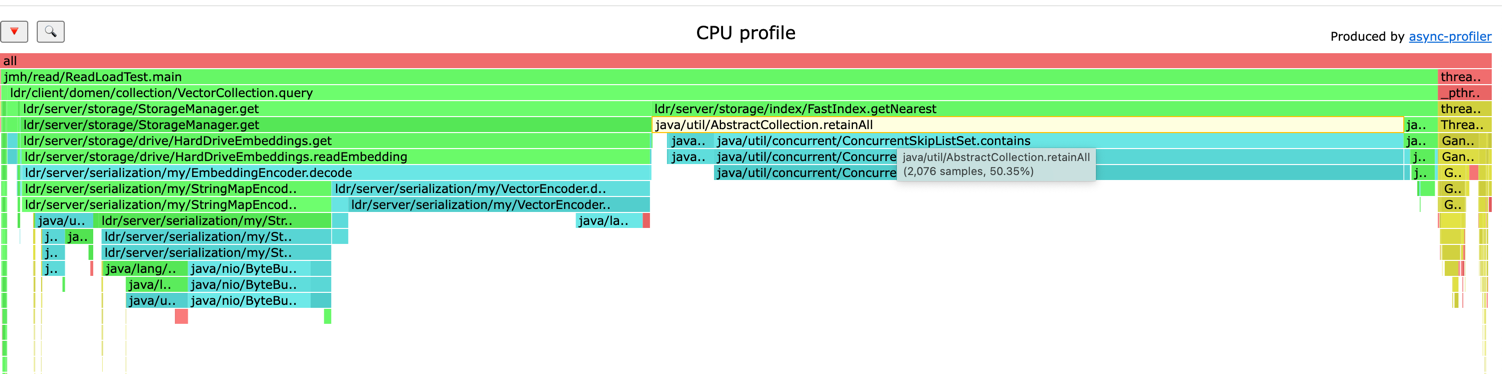 CPU profile
Produced by async-profiler
all
jmh/read/ReadLoadTest.main threa..
ldr/client/domen/collection/VectorCollection.query _pthr..
ldr/server/storage/StorageManager.get ldr/server/storage/index/FastIndex.getNearest threa..
ldr/server/storage/StorageManager.get java/util/AbstractCollection.retainAll ja.. Threa..
ldr/server/storage/drive/HardDriveEmbeddings.get java.. java/util/concurrent/ConcurrentSkipListSet.contains ja.. Gan..
ldr/server/storage/drive/HardDriveEmbeddings.readEmbedding java.. java/util/concurrent/Concurre java/util/AbstractCollection.retainAll j.. Gan..
ldr/server/serialization/my/EmbeddingEncoder.decode java/util/concurrent/Concurre (2,076 samples, 50.35%) j.. G..
ldr/server/serialization/my/StringMapEncod.. ldr/server/serialization/my/VectorEncoder.d.. G..
ldr/server/serialization/my/StringMapEncod.. ldr/server/serialization/my/VectorEncoder.. G..
java/u.. ldr/server/serialization/my/Str.. java/la..
j.. ja.. ldr/server/serialization/my/St..
j.. ldr/server/serialization/my/St..
j.. java/lang/.. java/nio/ByteBu..
java/l.. java/nio/ByteBu..
java/u.. java/nio/ByteBu..